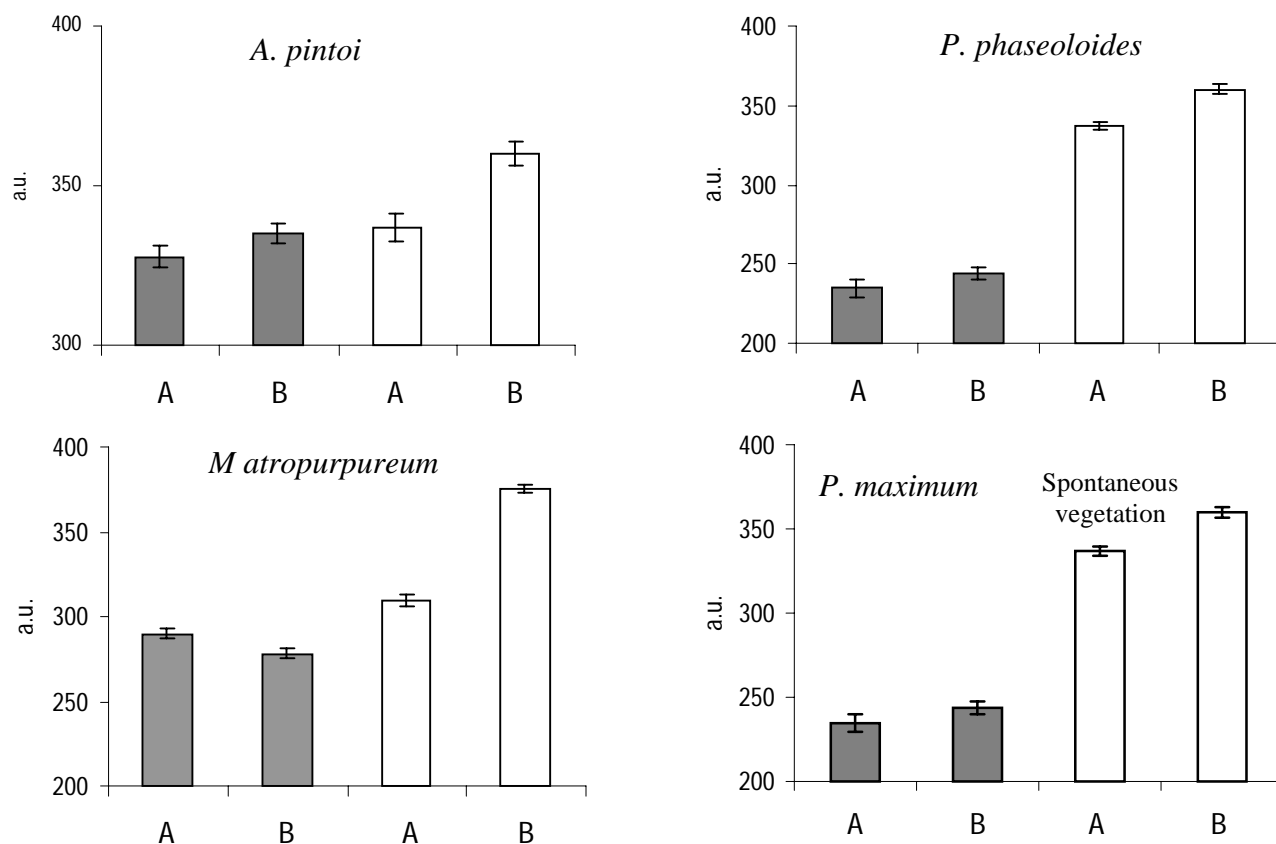 400
A. pintoi
a.u.
350
300
A B A B
400
P. phaseoloides
350
300
250
200
A B A B
400
M atropurpureum
350
a.u.
300
250
200
A B A B
400
P. maximum
Spontaneous
vegetation
350
300
250
200
A B A B